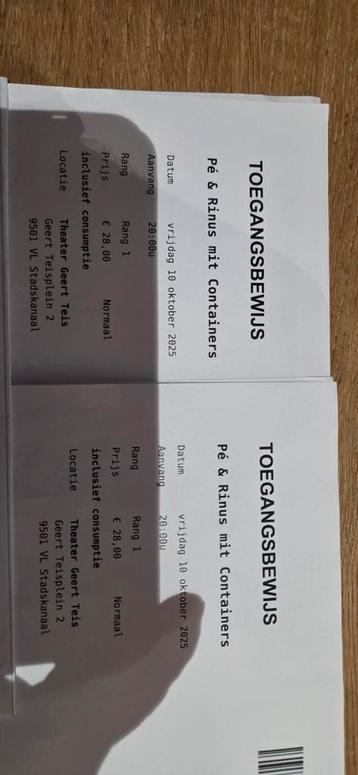 TOEGANGSBEWIJS
Pé & Rinus mit Containers
Datum vrijdag 10 oktober 2025
Aanvang 20:00u
Rang Rang 1
Prijs € 28,00 Normaal
inclusief consumptie
Locatie Theater Geert Teis
Geert Teisplein 2
9501 VL Stadskanaal
TOEGANGSBEWIJS
Pé & Rinus mit Containers
Datum vrijdag 10 oktober 2025
Aanvang 20:00u
Rang Rang 1
Prijs € 28,00 Normaal
inclusief consumptie
Locatie Theater Geert Teis
Geert Teisplein 2
9501 VL Stadskanaal